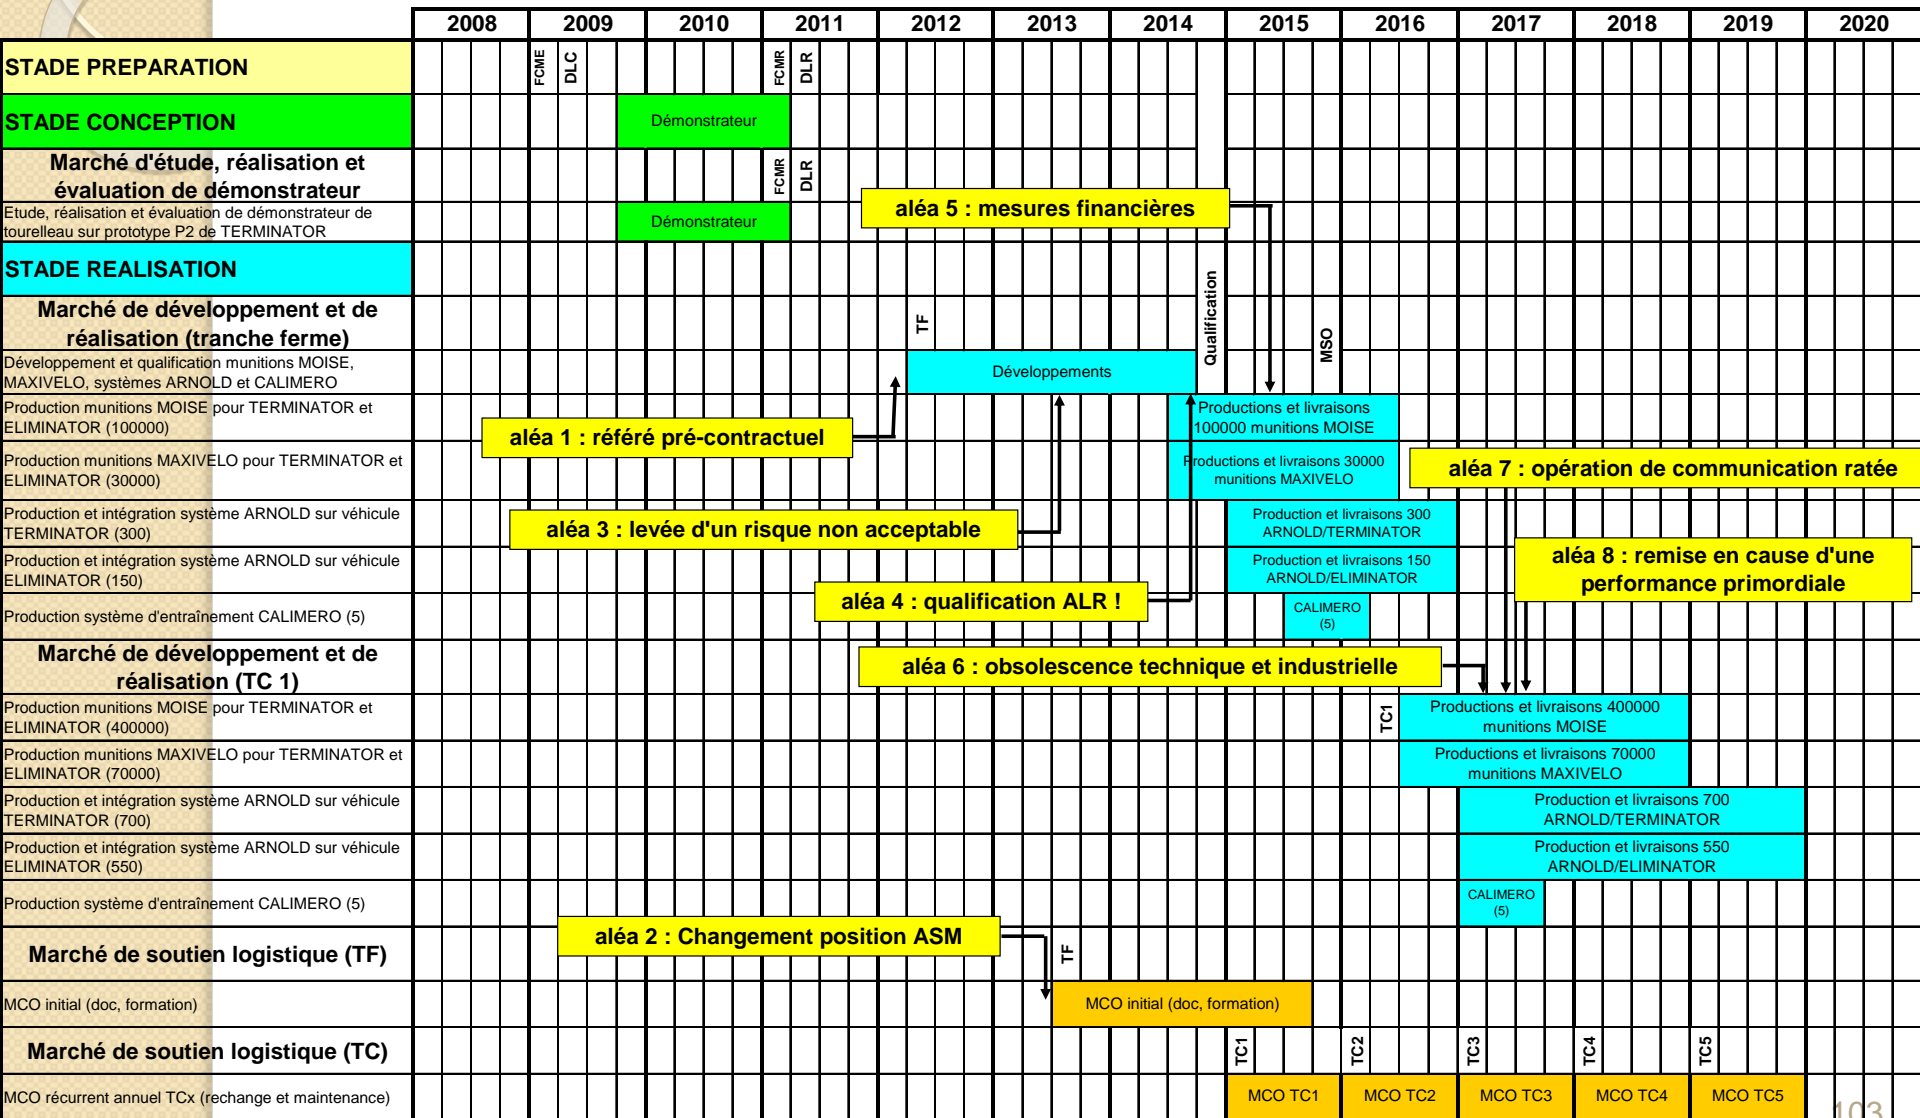 2008 2009 2010 2011 2012 2013 2014 2015 2016 2017 2018 2019 2020
STADE PREPARATION
FCME
DLC
FCMR
DLR
STADE CONCEPTION
Démonstrateur
Marché d'étude, réalisation et
évaluation de démonstrateur
FCMR
DLR
Etude, réalisation et évaluation de démonstrateur de
tourelleau sur prototype P2 de TERMINATOR
Démonstrateur
aléa 5 : mesures financières
STADE REALISATION
Marché de développement et de
réalisation (tranche ferme)
TF
Qualification
MSO
Développement et qualification munitions MOISE,
MAXIVELO, systèmes ARNOLD et CALIMERO
Développements
Production munitions MOISE pour TERMINATOR et
ELIMINATOR (100000)
aléa 1 : référé pré-contractuel
Productions et livraisons
100000 munitions MOISE
Production munitions MAXIVELO pour TERMINATOR et
ELIMINATOR (30000)
Productions et livraisons 30000
munitions MAXIVELO
aléa 7 : opération de communication ratée
Production et intégration système ARNOLD sur véhicule
TERMINATOR (300)
aléa 3 : levée d'un risque non acceptable
Production et livraisons 300
ARNOLD/TERMINATOR
Production et intégration système ARNOLD sur véhicule
ELIMINATOR (150)
Production et livraisons 150
ARNOLD/ELIMINATOR
aléa 8 : remise en cause d'une
performance primordiale
Production système d'entraînement CALIMERO (5)
aléa 4 : qualification ALR !
CALIMERO
(5)
Marché de développement et de
réalisation (TC 1)
aléa 6 : obsolescence technique et industrielle
Production munitions MOISE pour TERMINATOR et
ELIMINATOR (400000)
TC1
Productions et livraisons 400000
munitions MOISE
Production munitions MAXIVELO pour TERMINATOR et
ELIMINATOR (70000)
Productions et livraisons 70000
munitions MAXIVELO
Production et intégration système ARNOLD sur véhicule
TERMINATOR (700)
Production et livraisons 700
ARNOLD/TERMINATOR
Production et intégration système ARNOLD sur véhicule
ELIMINATOR (550)
Production et livraisons 550
ARNOLD/ELIMINATOR
Production système d'entraînement CALIMERO (5)
CALIMERO
(5)
aléa 2 : Changement position ASM
Marché de soutien logistique (TF)
TF
MCO initial (doc, formation)
MCO initial (doc, formation)
Marché de soutien logistique (TC)
TC1
TC2
TC3
TC4
TC5
MCO récurrent annuel TCx (rechange et maintenance)
MCO TC1
MCO TC2
MCO TC3
MCO TC4
MCO TC5
103